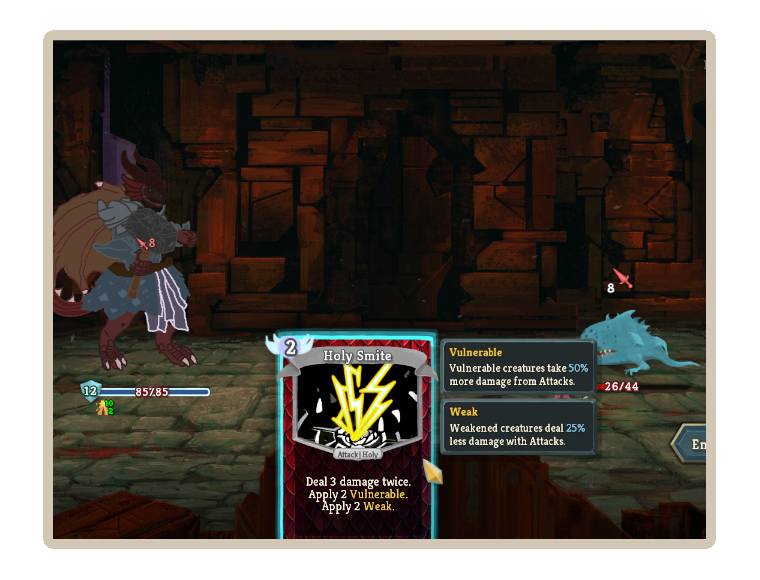 8
8
12
85/85
10
2
2
Holy Smite
Attack | Holy
Deal 3 damage twice.
Apply 2 Vulnerable.
Apply 2 Weak.
Vulnerable
Vulnerable creatures take 50%
more damage from Attacks.
Weak
Weakened creatures deal 25%
less damage with Attacks.
26/44
En